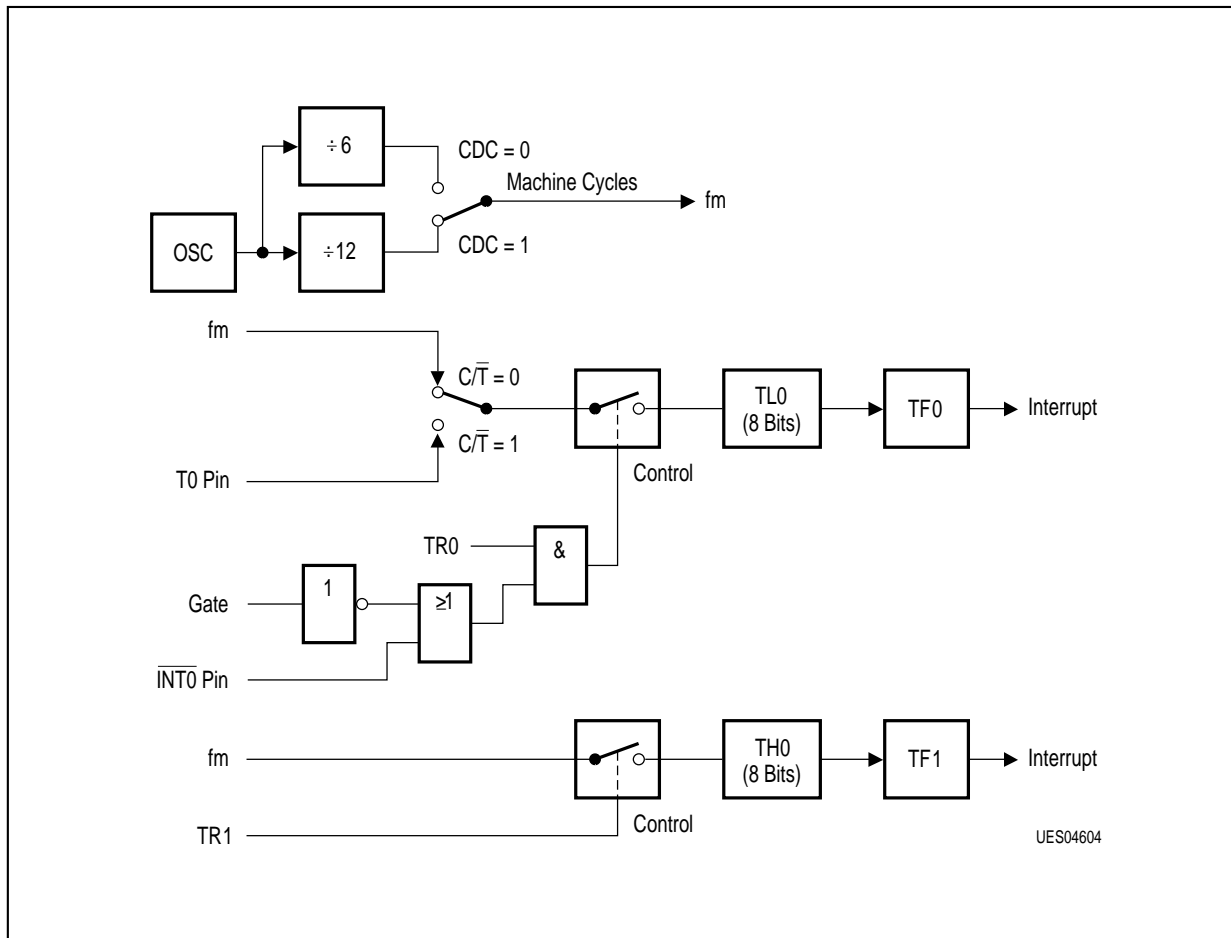 ÷ 6
CDC = 0
Machine Cycles
fm
OSC
÷ 12
CDC = 1
fm
C/T̅ = 0
TL0
(8 Bits)
TF0
Interrupt
C/T̅ = 1
T0 Pin
Control
TR0
&
Gate
1
≥1
I̅N̅T̅0̅ Pin
fm
TH0
(8 Bits)
TF1
Interrupt
Control
TR1
UES04604